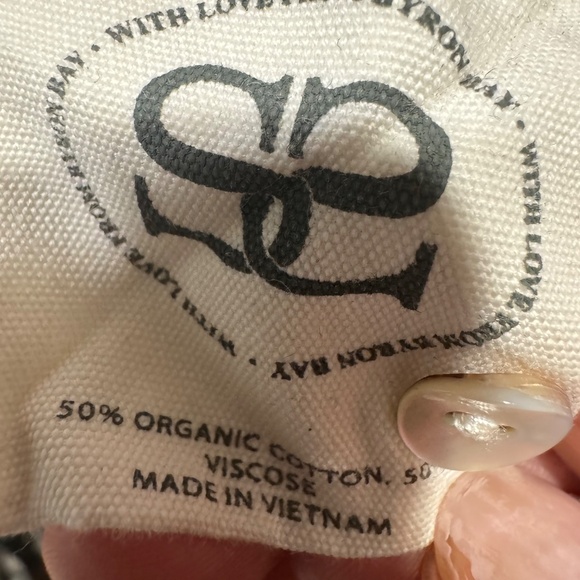 WITH LOVE FROM BYRON BAY • WITH LOVE FROM BYRON BAY • WITH LOVE FROM BYRON BAY •
50% ORGANIC COTTON. 50
VISCOSE
MADE IN VIETNAM